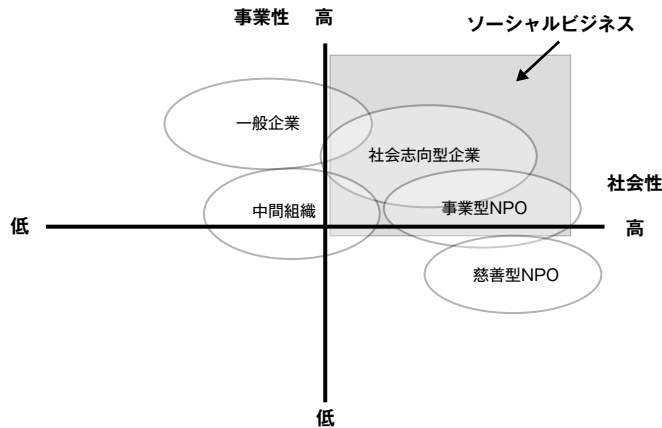 事業性 高
ソーシャルビジネス
一般企業
社会志向型企業
社会性
中間組織
事業型NPO
低
高
慈善型NPO
低